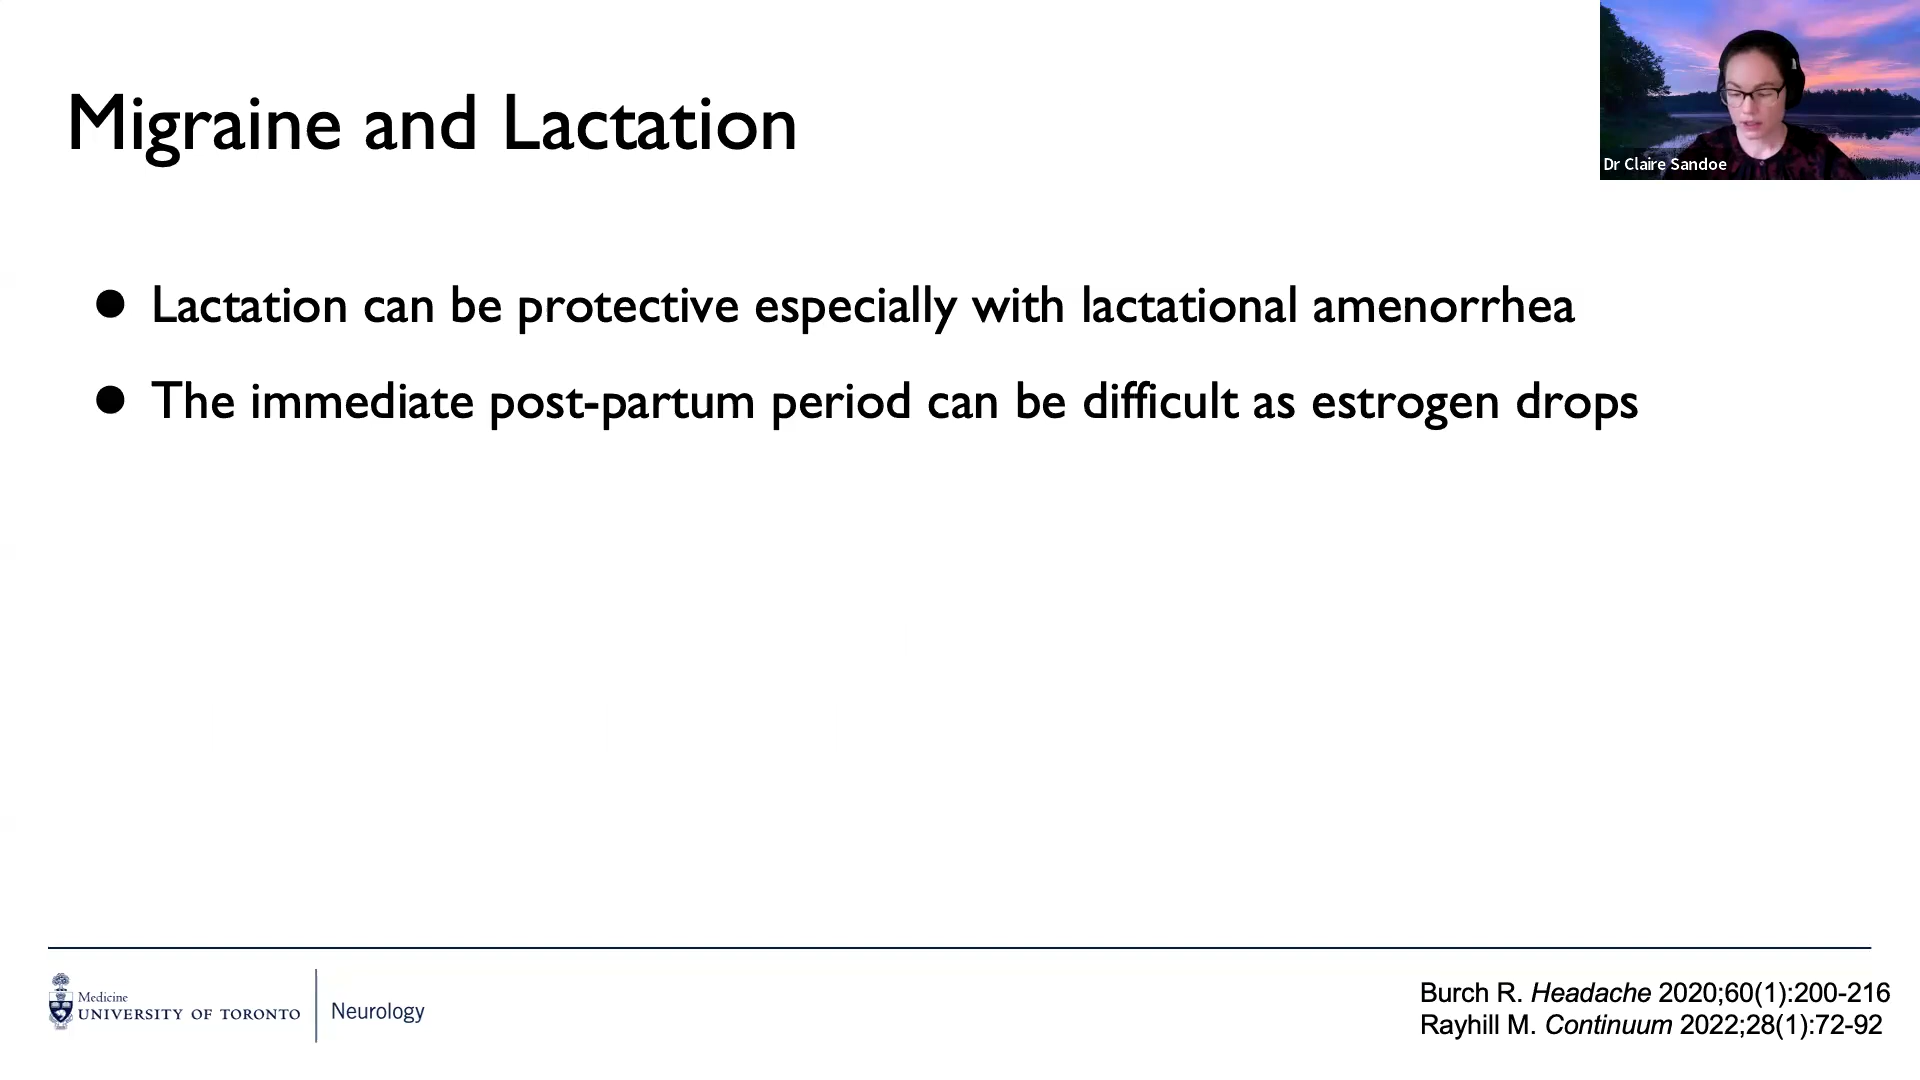 Migraine and Lactation
Dr Claire Sandoe
● Lactation can be protective especially with lactational amenorrhea
● The immediate post-partum period can be difficult as estrogen drops
Medicine
UNIVERSITY OF TORONTO
Neurology
Burch R. Headache 2020;60(1):200-216
Rayhill M. Continuum 2022;28(1):72-92